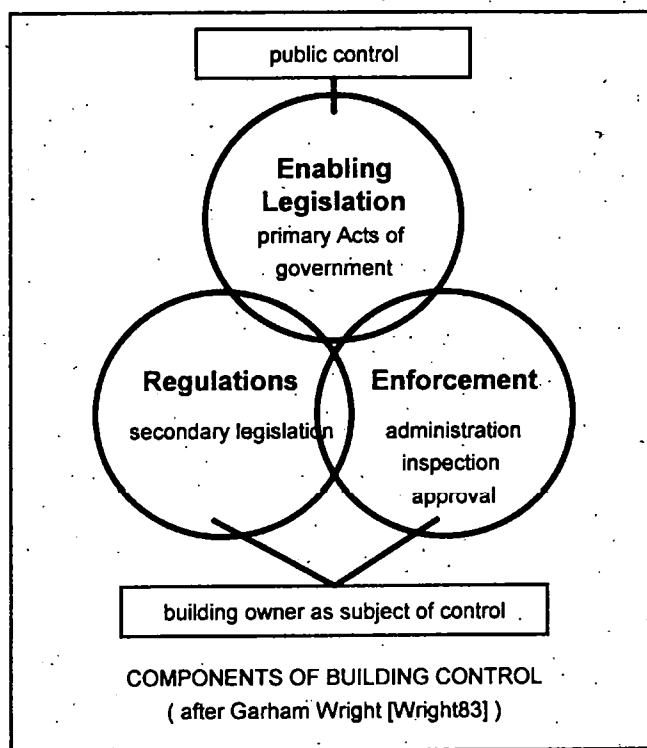 public control
Enabling
Legislation
primary Acts of
government
Regulations
secondary legislation
Enforcement
administration
inspection
approval
building owner as subject of control
COMPONENTS OF BUILDING CONTROL
( after Garham Wright [Wright83] )